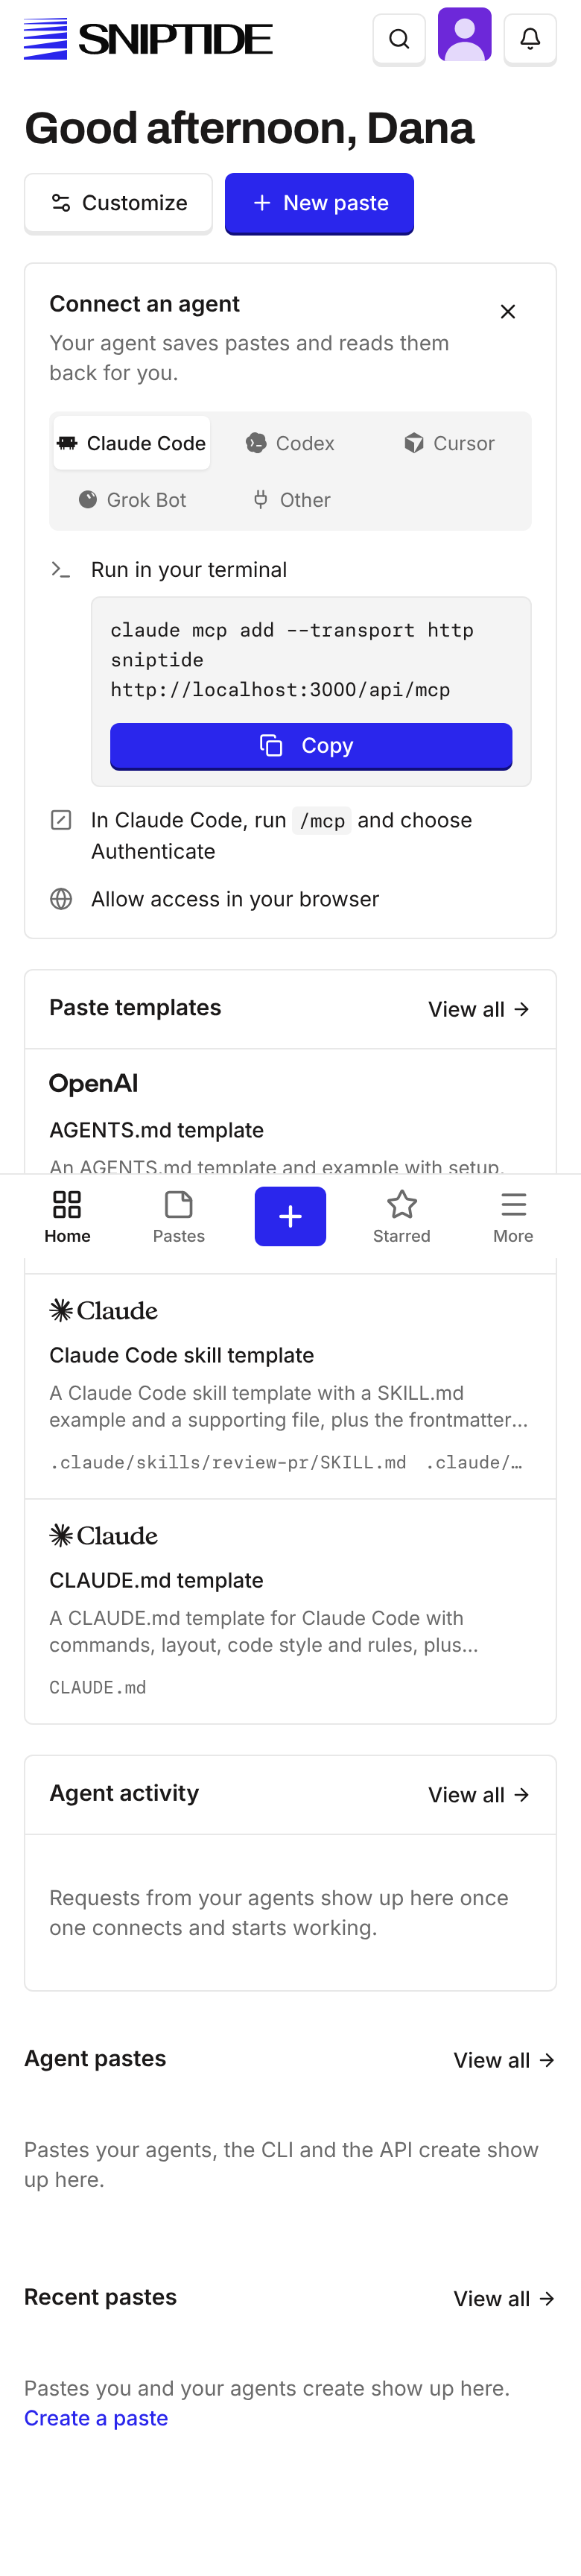 SNIPTIDE
Good afternoon, Dana
Customize
New paste
Connect an agent
Your agent saves pastes and reads them
back for you.
Claude Code
Codex
Cursor
Grok Bot
Other
Run in your terminal
claude mcp add --transport http
sniptide
http://localhost:3000/api/mcp
Copy
In Claude Code, run /mcp and choose
Authenticate
Allow access in your browser
Paste templates
View all →
OpenAI
AGENTS.md template
An AGENTS.md template and example with setup,
Home
Pastes
Starred
More
Claude
Claude Code skill template
A Claude Code skill template with a SKILL.md
example and a supporting file, plus the frontmatter...
.claude/skills/review-pr/SKILL.md .claude/…
Claude
CLAUDE.md template
A CLAUDE.md template for Claude Code with
commands, layout, code style and rules, plus...
CLAUDE.md
Agent activity
View all →
Requests from your agents show up here once
one connects and starts working.
Agent pastes
View all →
Pastes your agents, the CLI and the API create show
up here.
Recent pastes
View all →
Pastes you and your agents create show up here.
Create a paste